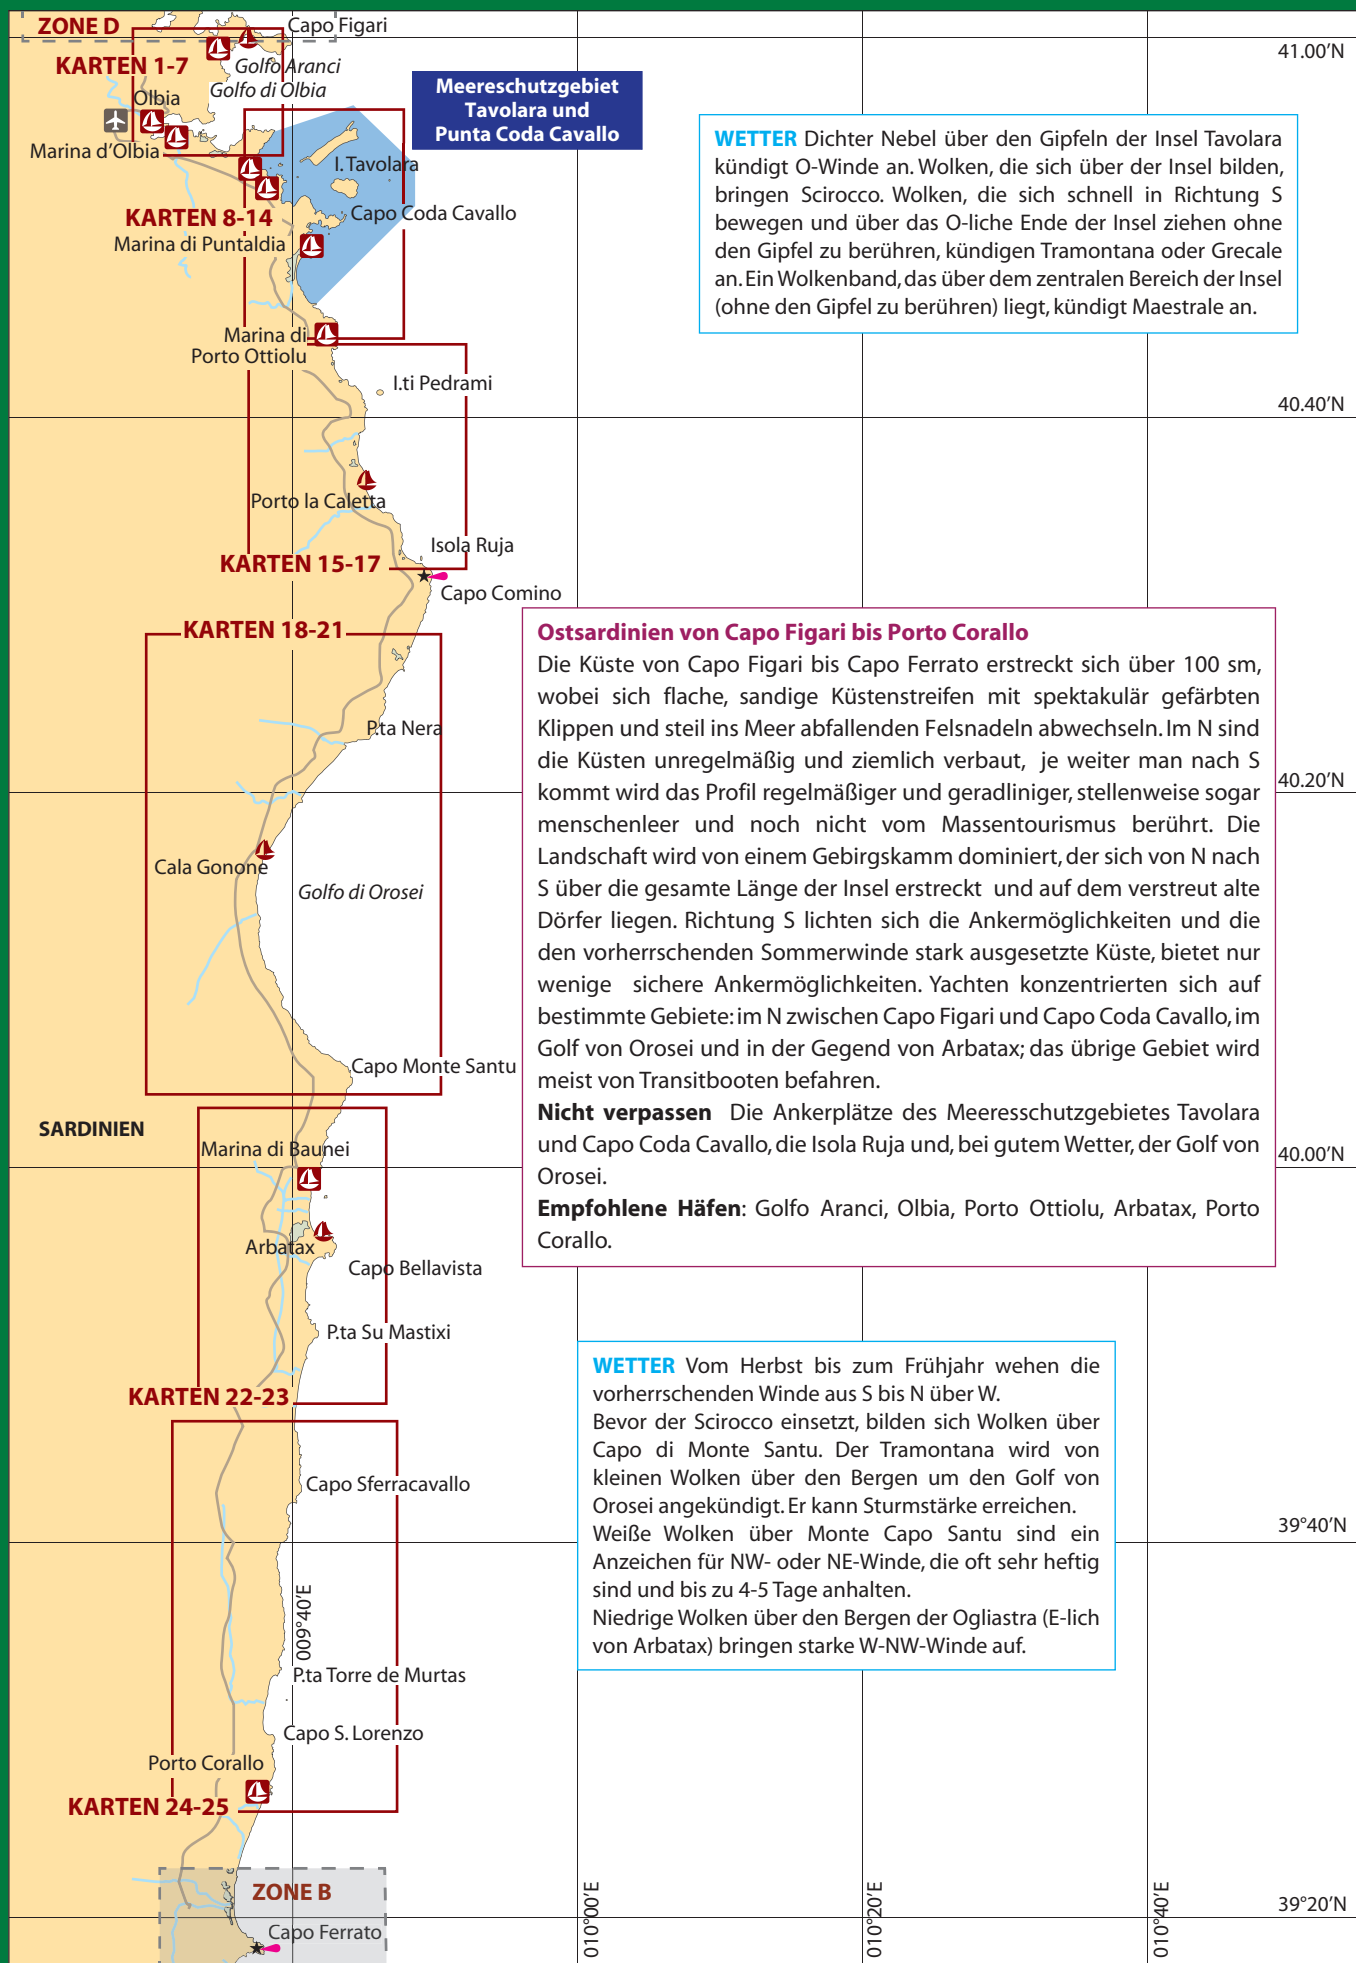 ZONE D
Capo Figari
41.00'N
KARTEN 1-7
Golfo Aranci
Golfo di Olbia
Olbia
Marina d'Olbia
Meereschutzgebiet
Tavolara und
Punta Coda Cavallo
I. Tavolara
KARTEN 8-14
Capo Coda Cavallo
Marina di Puntaldia
WETTER Dichter Nebel über den Gipfeln der Insel Tavolara
kündigt O-Winde an. Wolken, die sich über der Insel bilden,
bringen Scirocco. Wolken, die sich schnell in Richtung S
bewegen und über das O-liche Ende der Insel ziehen ohne
den Gipfel zu berühren, kündigen Tramontana oder Grecale
an. Ein Wolkenband, das über dem zentralen Bereich der Insel
(ohne den Gipfel zu berühren) liegt, kündigt Maestrale an.
Marina di
Porto Ottiolu
I.ti Pedrami
40.40'N
Porto la Caletta
Isola Ruja
KARTEN 15-17
Capo Comino
KARTEN 18-21
P.ta Nera
40.20'N
Cala Gonone
Golfo di Orosei
Capo Monte Santu
Ostsardinien von Capo Figari bis Porto Corallo
Die Küste von Capo Figari bis Capo Ferrato erstreckt sich über 100 sm,
wobei sich flache, sandige Küstenstreifen mit spektakulär gefärbten
Klippen und steil ins Meer abfallenden Felsnadeln abwechseln. Im N sind
die Küsten unregelmäßig und ziemlich verbaut, je weiter man nach S
kommt wird das Profil regelmäßiger und geradliniger, stellenweise sogar
menschenleer und noch nicht vom Massentourismus berührt. Die
Landschaft wird von einem Gebirgskamm dominiert, der sich von N nach
S über die gesamte Länge der Insel erstreckt und auf dem verstreut alte
Dörfer liegen. Richtung S lichten sich die Ankermöglichkeiten und die
den vorherrschenden Sommerwinde stark ausgesetzte Küste, bietet nur
wenige sichere Ankermöglichkeiten. Yachten konzentrierten sich auf
bestimmte Gebiete: im N zwischen Capo Figari und Capo Coda Cavallo, im
Golf von Orosei und in der Gegend von Arbatax; das übrige Gebiet wird
meist von Transitbooten befahren.
Nicht verpassen Die Ankerplätze des Meeresschutzgebietes Tavolara
und Capo Coda Cavallo, die Isola Ruja und, bei gutem Wetter, der Golf von
Orosei.
Empfohlene Häfen: Golfo Aranci, Olbia, Porto Ottiolu, Arbatax, Porto
Corallo.
SARDINIEN
Marina di Baunei
40.00'N
Arbatax
Capo Bellavista
P.ta Su Mastixi
KARTEN 22-23
WETTER Vom Herbst bis zum Frühjahr wehen die
vorherrschenden Winde aus S bis N über W.
Bevor der Scirocco einsetzt, bilden sich Wolken über
Capo di Monte Santu. Der Tramontana wird von
kleinen Wolken über den Bergen um den Golf von
Orosei angekündigt. Er kann Sturmstärke erreichen.
Weiße Wolken über Monte Capo Santu sind ein
Anzeichen für NW- oder NE-Winde, die oft sehr heftig
sind und bis zu 4-5 Tage anhalten.
Niedrige Wolken über den Bergen der Ogliastra (E-lich
von Arbatax) bringen starke W-NW-Winde auf.
Capo Sferracavallo
39°40'N
009°40'E
P.ta Torre de Murtas
Capo S. Lorenzo
Porto Corallo
KARTEN 24-25
ZONE B
Capo Ferrato
010°00'E
010°20'E
010°40'E
39°20'N